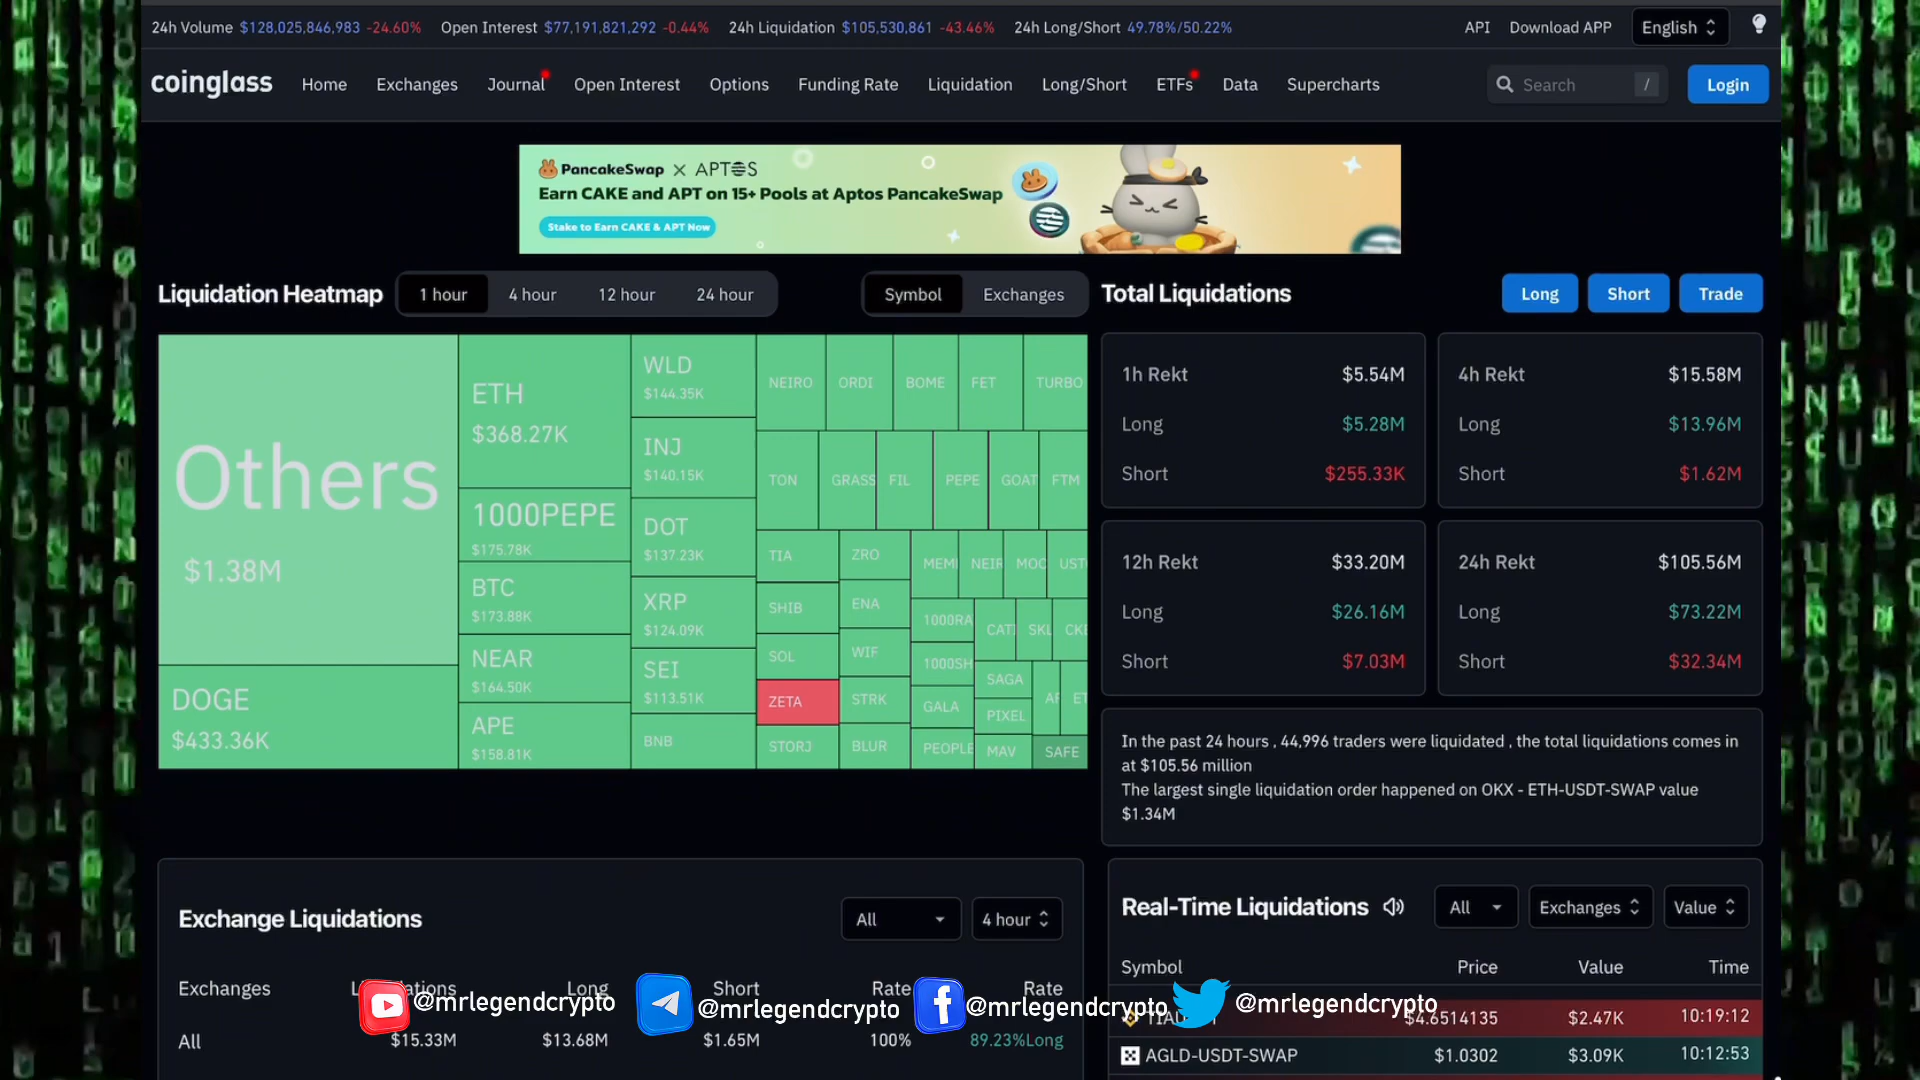 24h Volume $128,025,846,983 -24.60% Open Interest $77,191,821,292 -0.44% 24h Liquidation $105,530,861 -43.46% 24h Long/Short 49.78%/50.22% API Download APP English
coinglass Home Exchanges Journal Open Interest Options Funding Rate Liquidation Long/Short ETFs Data Supercharts Search / Login
PancakeSwap × APTOS
Earn CAKE and APT on 15+ Pools at Aptos PancakeSwap
Stake to Earn CAKE & APT Now
Liquidation Heatmap 1 hour 4 hour 12 hour 24 hour Symbol Exchanges
Others
$1.38M
DOGE
$433.36K
ETH
$368.27K
1000PEPE
$175.78K
BTC
$173.88K
NEAR
$164.50K
APE
$158.81K
WLD
$144.35K
INJ
$140.15K
DOT
$137.23K
XRP
$124.09K
SEI
$113.51K
BNB
NEIRO ORDI BOME FET TURBO
TON GRASS FIL PEPE GOAT FTM
TIA ZRO MEM NEIR MOO UST
SHIB ENA 1000RA CATI SKL CKE
SOL WIF 1000SH SAGA
ZETA STRK GALA PIXEL
STORJ BLUR PEOPLE MAV SAFE
Total Liquidations Long Short Trade
1h Rekt $5.54M
Long $5.28M
Short $255.33K
4h Rekt $15.58M
Long $13.96M
Short $1.62M
12h Rekt $33.20M
Long $26.16M
Short $7.03M
24h Rekt $105.56M
Long $73.22M
Short $32.34M
In the past 24 hours , 44,996 traders were liquidated , the total liquidations comes in
at $105.56 million
The largest single liquidation order happened on OKX - ETH-USDT-SWAP value
$1.34M
Exchange Liquidations All 4 hour
Exchanges Long Short Rate Rate
All $15.33M $13.68M $1.65M 100% 89.23%Long
Real-Time Liquidations All Exchanges Value
Symbol Price Value Time
$4.6514135 $2.47K 10:19:12
AGLD-USDT-SWAP $1.0302 $3.09K 10:12:53
@mrlegendcrypto @mrlegendcrypto @mrlegendcrypto @mrlegendcrypto